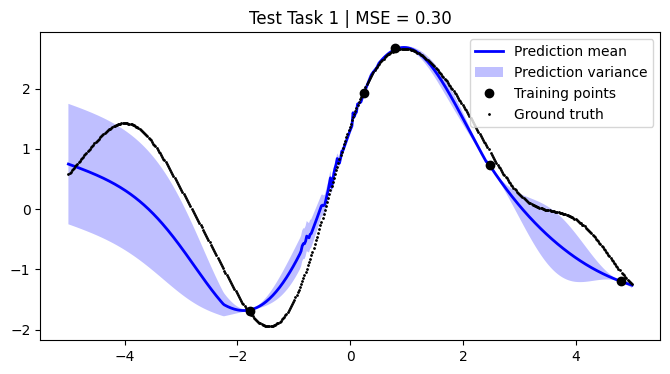 Test Task 1 | MSE = 0.30
Prediction mean
Prediction variance
Training points
Ground truth
2
1
0
−1
−2
−4
−2
0
2
4